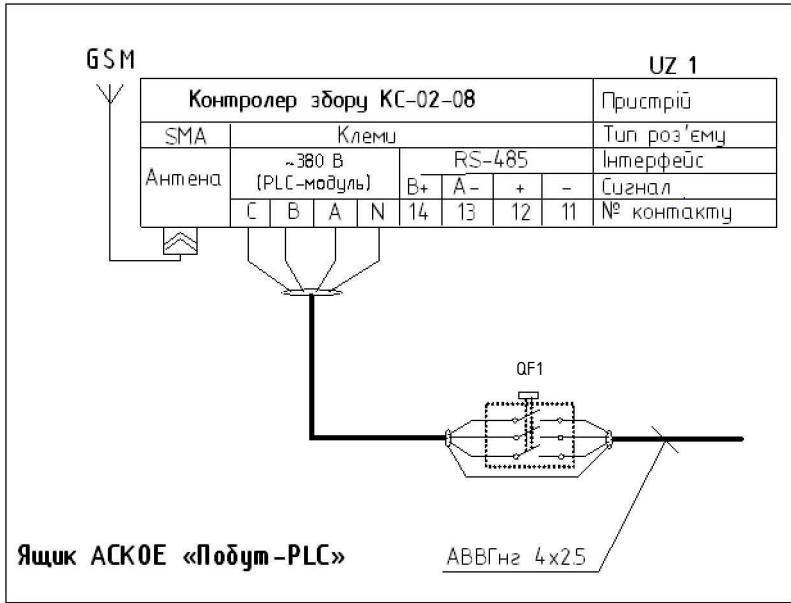 GSM
UZ 1
Контролер збору КС-02-08 Пристрій
SMA Клеми Тип роз'єму
Антена ~380 В RS-485 Інтерфейс
(PLC-модуль) В+ А- + - Сигнал
С В А N 14 13 12 11 № контакту
QF1
Ящик АСКОЕ «Побут-PLC»
АВВГнг 4х2.5